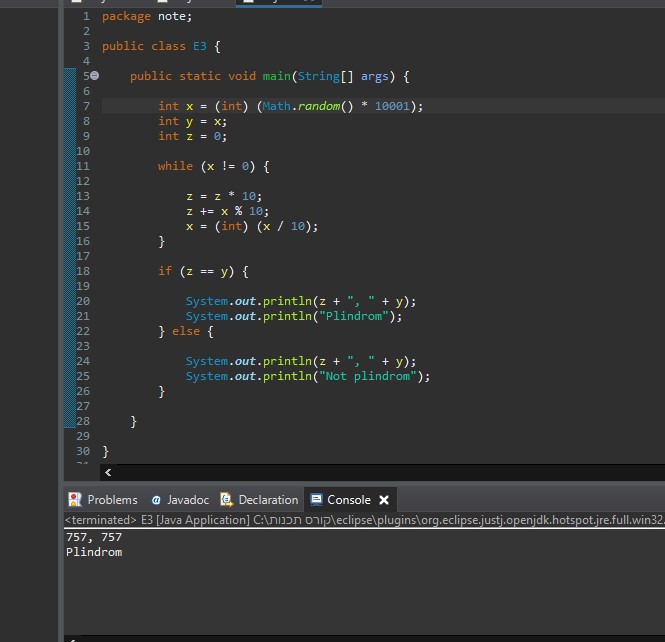 1 package note;
2
3 public class E3 {
4
5 public static void main(String[] args) {
6
7 int x = (int) (Math.random() * 10001);
8 int y = x;
9 int z = 0;
10
11 while (x != 0) {
12
13 z = z * 10;
14 z += x % 10;
15 x = (int) (x / 10);
16 }
17
18 if (z == y) {
19
20 System.out.println(z + ", " + y);
21 System.out.println("Plindrom");
22 } else {
23
24 System.out.println(z + ", " + y);
25 System.out.println("Not plindrom");
26 }
27
28 }
29
30 }
Problems @ Javadoc Declaration Console
<terminated> E3 [Java Application] C:\קורס תכנות\eclipse\plugins\org.eclipse.justj.openjdk.hotspot.jre.full.win32.
757, 757
Plindrom